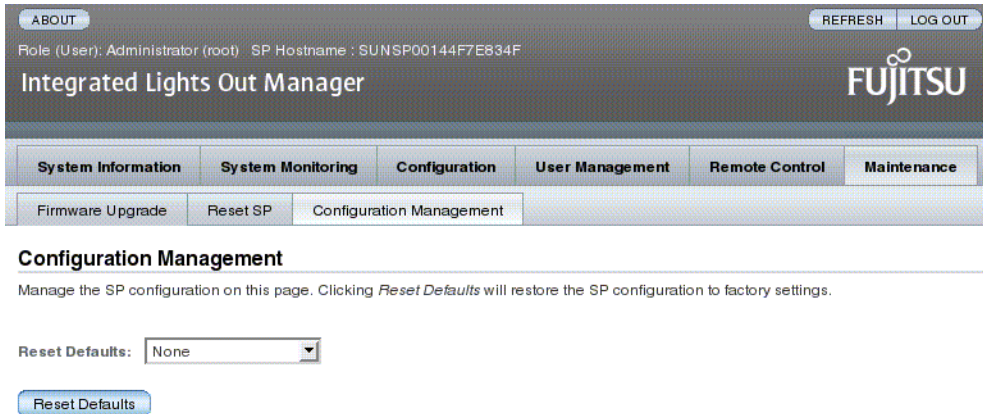 ABOUT
REFRESH LOG OUT
Role (User): Administrator (root) SP Hostname : SUNSP00144F7E834F
Integrated Lights Out Manager
FUJITSU
System Information System Monitoring Configuration User Management Remote Control Maintenance
Firmware Upgrade Reset SP Configuration Management
Configuration Management
Manage the SP configuration on this page. Clicking Reset Defaults will restore the SP configuration to factory settings.
Reset Defaults: None
Reset Defaults